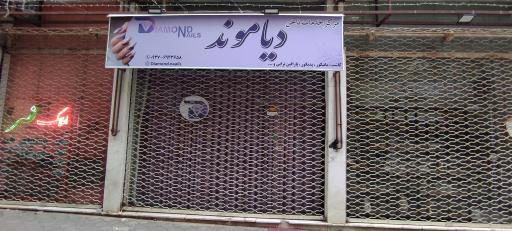 مرکز خدمات ناخن
DIAMOND
NAILS
دیاموند
Diamond.nails
کاشت، مانیکور، پدیکور، پارافین تراپی و ...